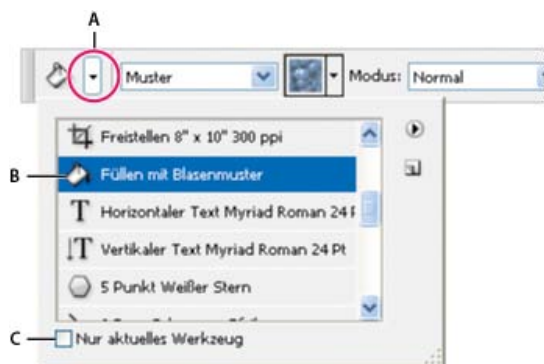 A
Muster
Modus: Normal
Freistellen 8" x 10" 300 ppi
B
Füllen mit Blasenmuster
Horizontaler Text Myriad Roman 24 P
Vertikaler Text Myriad Roman 24 Pt
5 Punkt Weißer Stern
C
Nur aktuelles Werkzeug